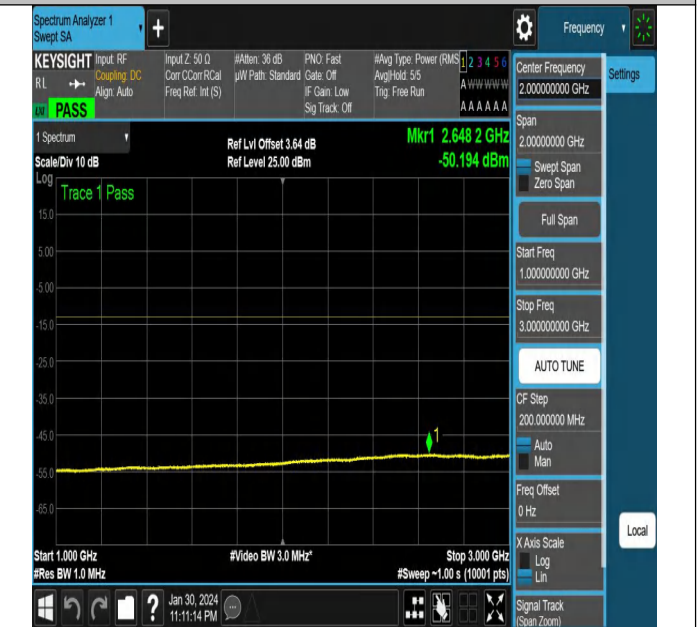 Spectrum Analyzer 1
Swept SA
+
Frequency
KEYSIGHT
RL
PASS
Input: RF
Coupling: DC
Align: Auto
Input Z: 50 Ω
Corr CCorr RCal
Freq Ref: Int (S)
#Atten: 36 dB
µW Path: Standard
PNO: Fast
Gate: Off
IF Gain: Low
Sig Track: Off
#Avg Type: Power (RMS
Avg|Hold: 5/5
Trig: Free Run
1 2 3 4 5 6
A W W W W W
A A A A A A
1 Spectrum
Scale/Div 10 dB
Ref Lvl Offset 3.64 dB
Ref Level 25.00 dBm
Mkr1 2.648 2 GHz
-50.194 dBm
Log
Trace 1 Pass
15.0
5.00
-5.00
-15.0
-25.0
-35.0
-45.0
-55.0
-65.0
1
Start 1.000 GHz
#Res BW 1.0 MHz
#Video BW 3.0 MHz*
Stop 3.000 GHz
#Sweep ~1.00 s (10001 pts)
Jan 30, 2024
11:11:14 PM
Center Frequency
2.000000000 GHz
Settings
Span
2.00000000 GHz
Swept Span
Zero Span
Full Span
Start Freq
1.000000000 GHz
Stop Freq
3.000000000 GHz
AUTO TUNE
CF Step
200.000000 MHz
Auto
Man
Freq Offset
0 Hz
X Axis Scale
Log
Lin
Local
Signal Track
(Span Zoom)